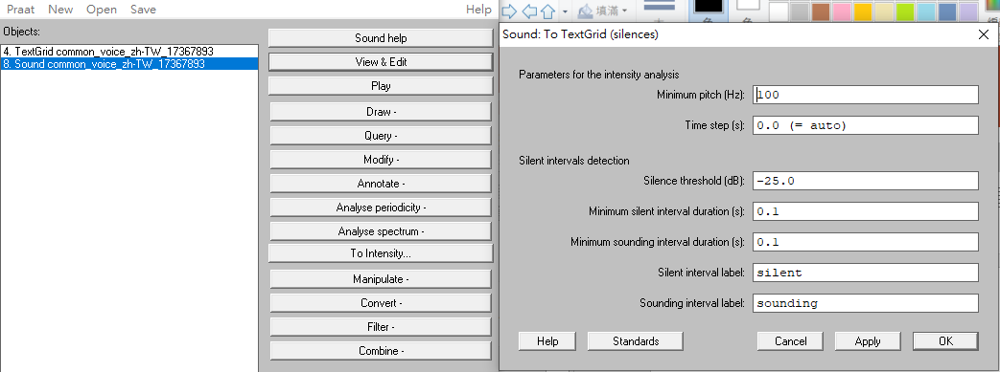 Praat New Open Save Help
Objects:
4. TextGrid common_voice_zh-TW_17367893
8. Sound common_voice_zh-TW_17367893
Sound help
View & Edit
Play
Draw -
Query -
Modify -
Annotate -
Analyse periodicity -
Analyse spectrum -
To Intensity...
Manipulate -
Convert -
Filter -
Combine -
填滿
色
色
Sound: To TextGrid (silences)
Parameters for the intensity analysis
Minimum pitch (Hz): 100
Time step (s): 0.0 (= auto)
Silent intervals detection
Silence threshold (dB): -25.0
Minimum silent interval duration (s): 0.1
Minimum sounding interval duration (s): 0.1
Silent interval label: silent
Sounding interval label: sounding
Help Standards Cancel Apply OK